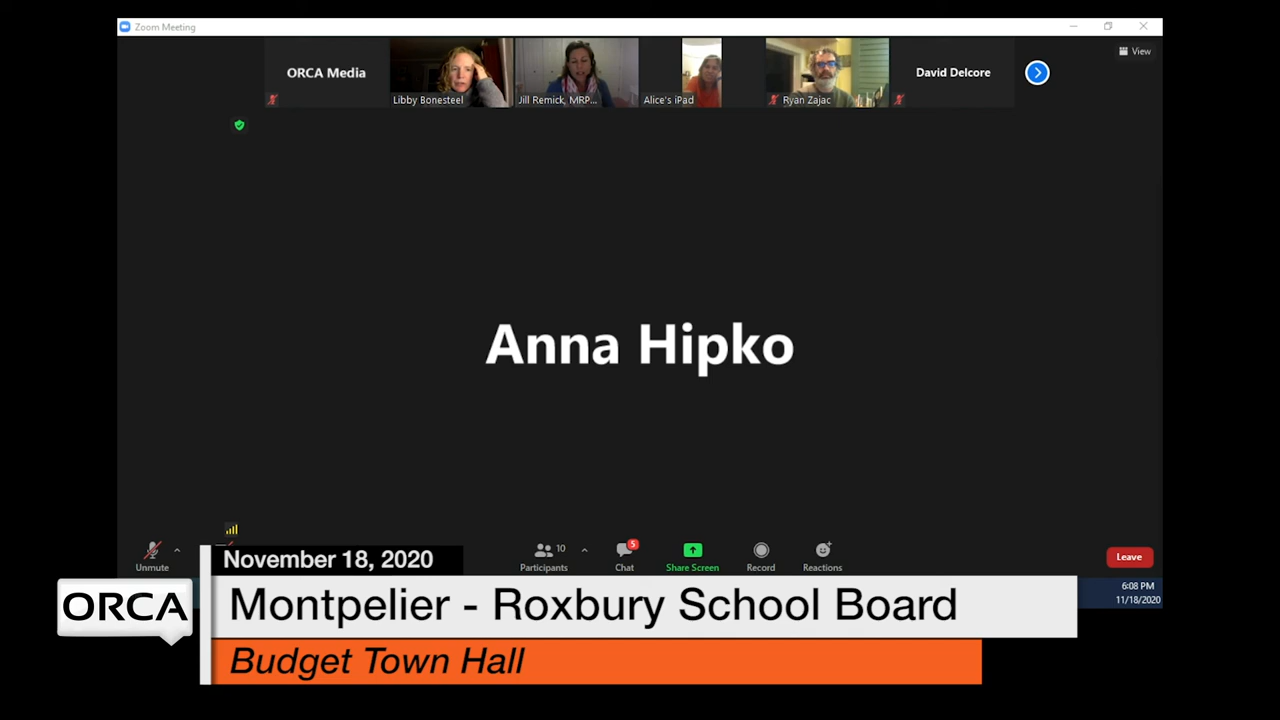 Zoom Meeting
View
ORCA Media
David Delcore
Libby Bonesteel
Jill Remick, MRP...
Alice's iPad
Ryan Zajac
Anna Hipko
Unmute
10
Participants
5
Chat
Share Screen
Record
Reactions
Leave
6:08 PM
11/18/2020
November 18, 2020
ORCA
Montpelier - Roxbury School Board
Budget Town Hall